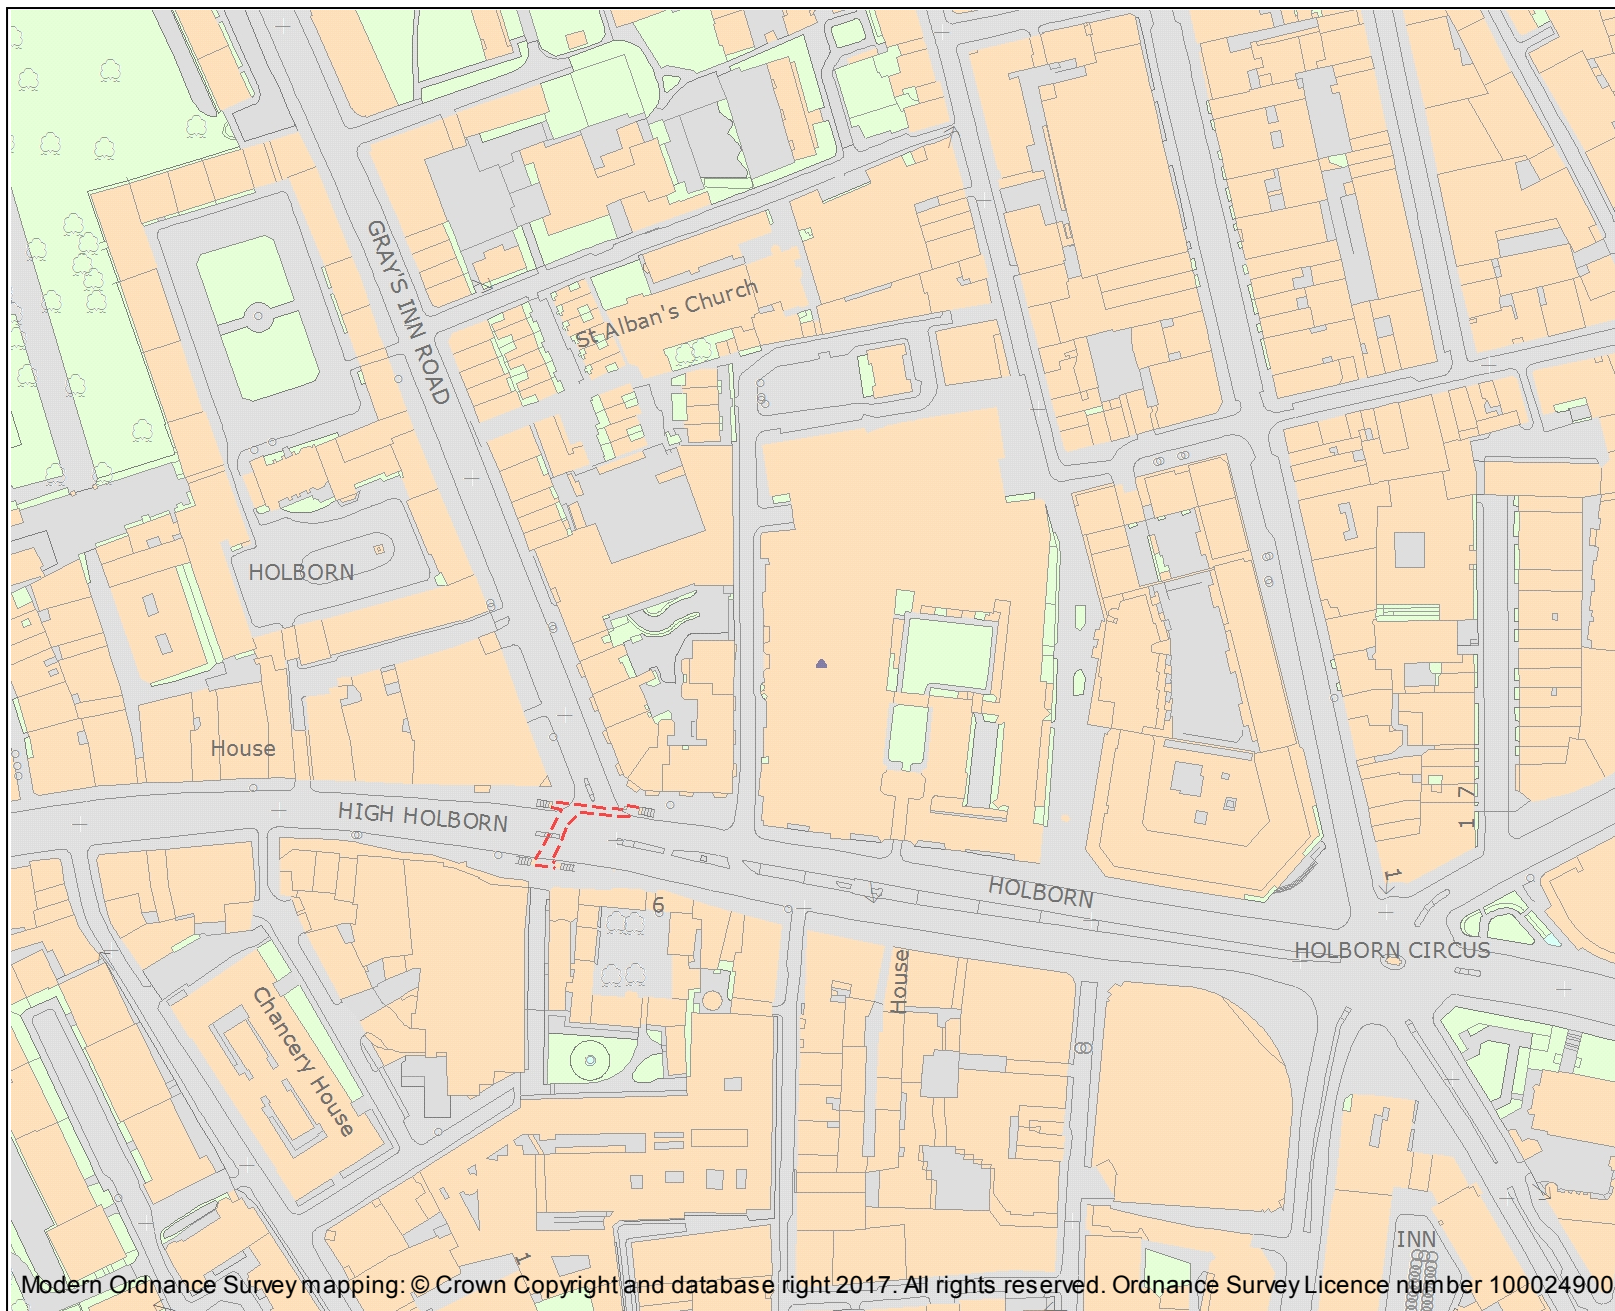 GRAY'S INN ROAD
St Alban's Church
HOLBORN
House
HIGH HOLBORN
1 7
1
HOLBORN
6
HOLBORN CIRCUS
House
Chancery House
INN
1
Modern Ordnance Survey mapping: © Crown Copyright and database right 2017. All rights reserved. Ordnance Survey Licence number 100024900